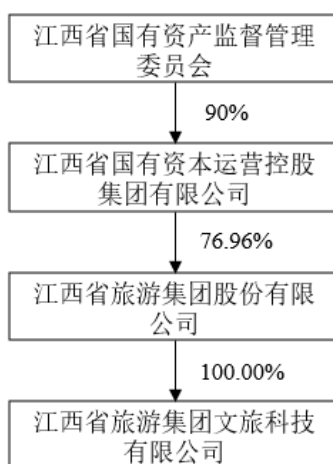 江西省国有资产监督管理
委员会
90%
江西省国有资本运营控股
集团有限公司
76.96%
江西省旅游集团股份有限
公司
100.00%
江西省旅游集团文旅科技
有限公司